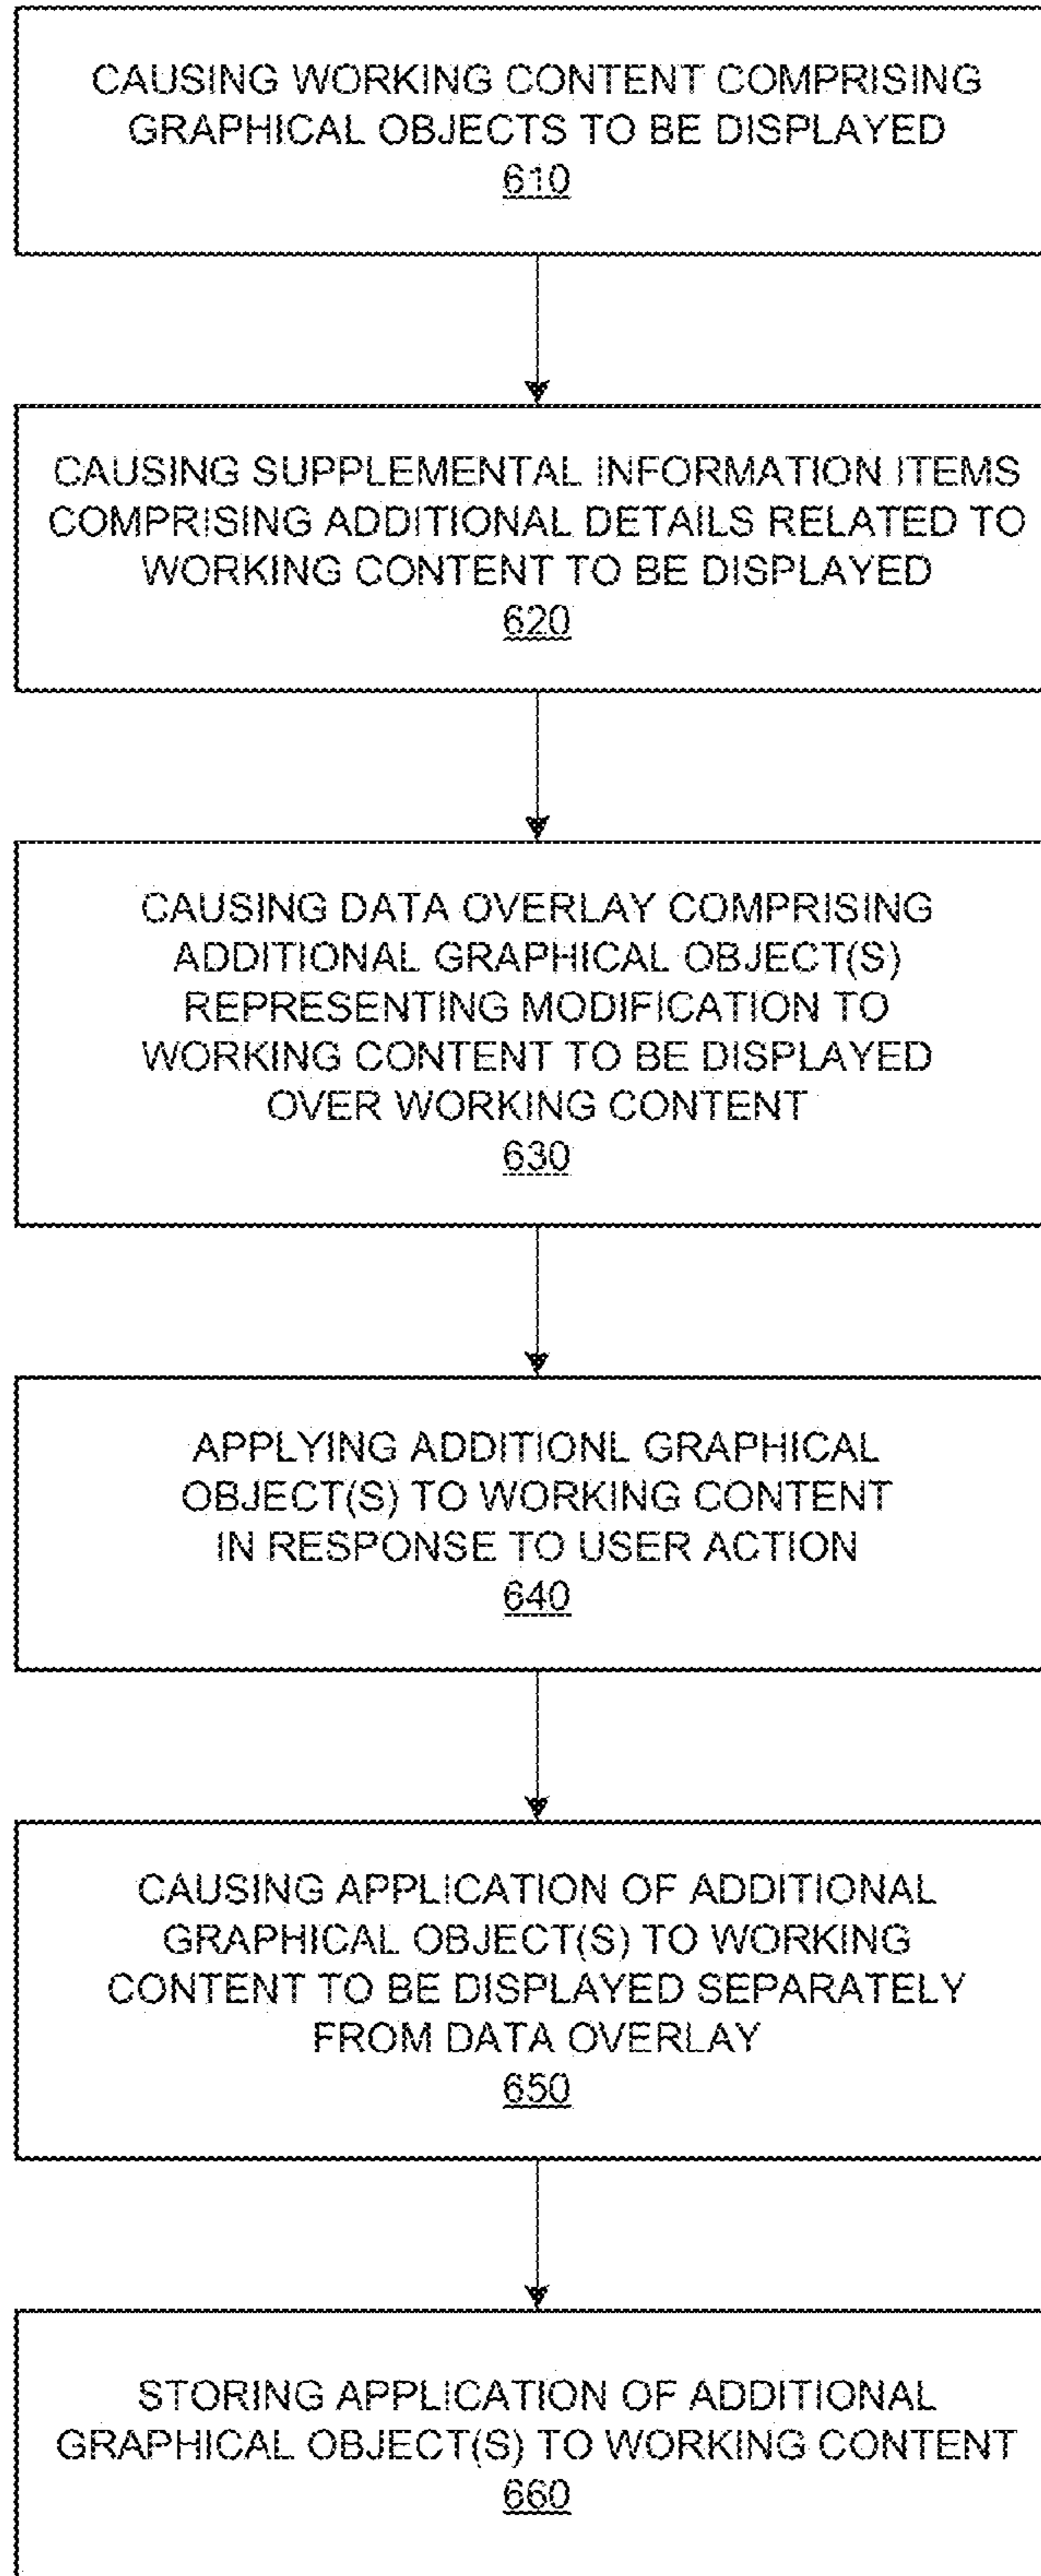 CAUSING WORKING CONTENT COMPRISING
GRAPHICAL OBJECTS TO BE DISPLAYED
610
CAUSING SUPPLEMENTAL INFORMATION ITEMS
COMPRISING ADDITIONAL DETAILS RELATED TO
WORKING CONTENT TO BE DISPLAYED
620
CAUSING DATA OVERLAY COMPRISING
ADDITIONAL GRAPHICAL OBJECT(S)
REPRESENTING MODIFICATION TO
WORKING CONTENT TO BE DISPLAYED
OVER WORKING CONTENT
630
APPLYING ADDITIONL GRAPHICAL
OBJECT(S) TO WORKING CONTENT
IN RESPONSE TO USER ACTION
640
CAUSING APPLICATION OF ADDITIONAL
GRAPHICAL OBJECT(S) TO WORKING
CONTENT TO BE DISPLAYED SEPARATELY
FROM DATA OVERLAY
650
STORING APPLICATION OF ADDITIONAL
GRAPHICAL OBJECT(S) TO WORKING CONTENT
660